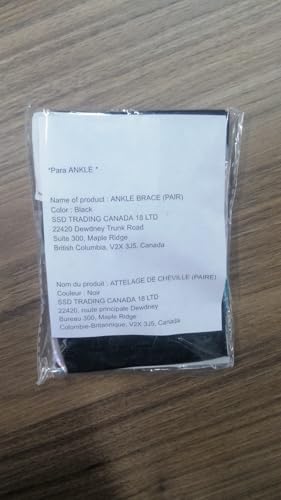 *Para ANKLE *
Name of product : ANKLE BRACE (PAIR)
Color : Black
SSD TRADING CANADA 18 LTD
22420 Dewdney Trunk Road
Suite 300, Maple Ridge
British Columbia, V2X 3J5, Canada
Nom du produit : ATTELAGE DE CHEVILLE (PAIRE)
Couleur : Noir
SSD TRADING CANADA 18 LTD
22420, route principale Dewdney
Bureau 300, Maple Ridge
Colombie-Britannique, V2X 3J5, Canada